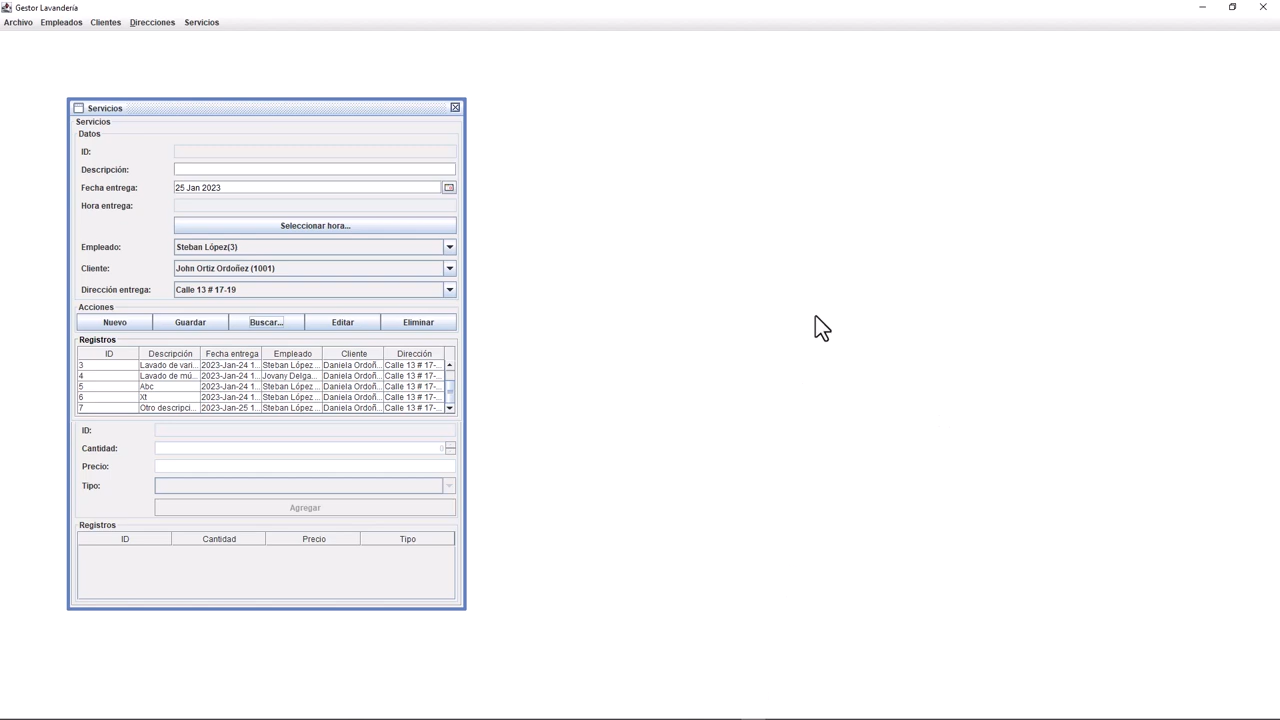 Gestor Lavandería
Archivo Empleados Clientes Direcciones Servicios
Servicios
Servicios
Datos
ID:
Descripción:
Fecha entrega: 25 Jan 2023
Hora entrega:
Seleccionar hora...
Empleado: Steban López(3)
Cliente: John Ortiz Ordoñez (1001)
Dirección entrega: Calle 13 # 17-19
Acciones
Nuevo Guardar Buscar... Editar Eliminar
Registros
ID Descripción Fecha entrega Empleado Cliente Dirección
3 Lavado de vari... 2023-Jan-24 1... Steban López ... Daniela Ordoñ... Calle 13 # 17-...
4 Lavado de mú... 2023-Jan-24 1... Jovany Delga... Daniela Ordoñ... Calle 13 # 17-...
5 Abc 2023-Jan-24 1... Steban López ... Daniela Ordoñ... Calle 13 # 17-...
6 Xt 2023-Jan-24 1... Steban López ... Daniela Ordoñ... Calle 13 # 17-...
7 Otro descripci... 2023-Jan-25 1... Steban López ... Daniela Ordoñ... Calle 13 # 17-...
ID:
Cantidad: 0
Precio:
Tipo:
Agregar
Registros
ID Cantidad Precio Tipo